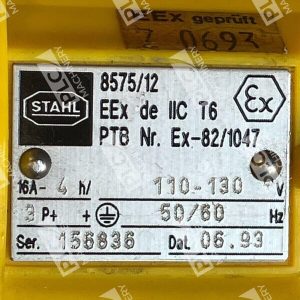 EEx geprüft
Z 0693
8575/12
STAHL
EEx de IIC T6
Ex
PTB Nr. Ex-82/1047
16A- 4 h/ 110-130 V
3 P+ + 50/60 Hz
Ser. 156836 Dat. 06.93